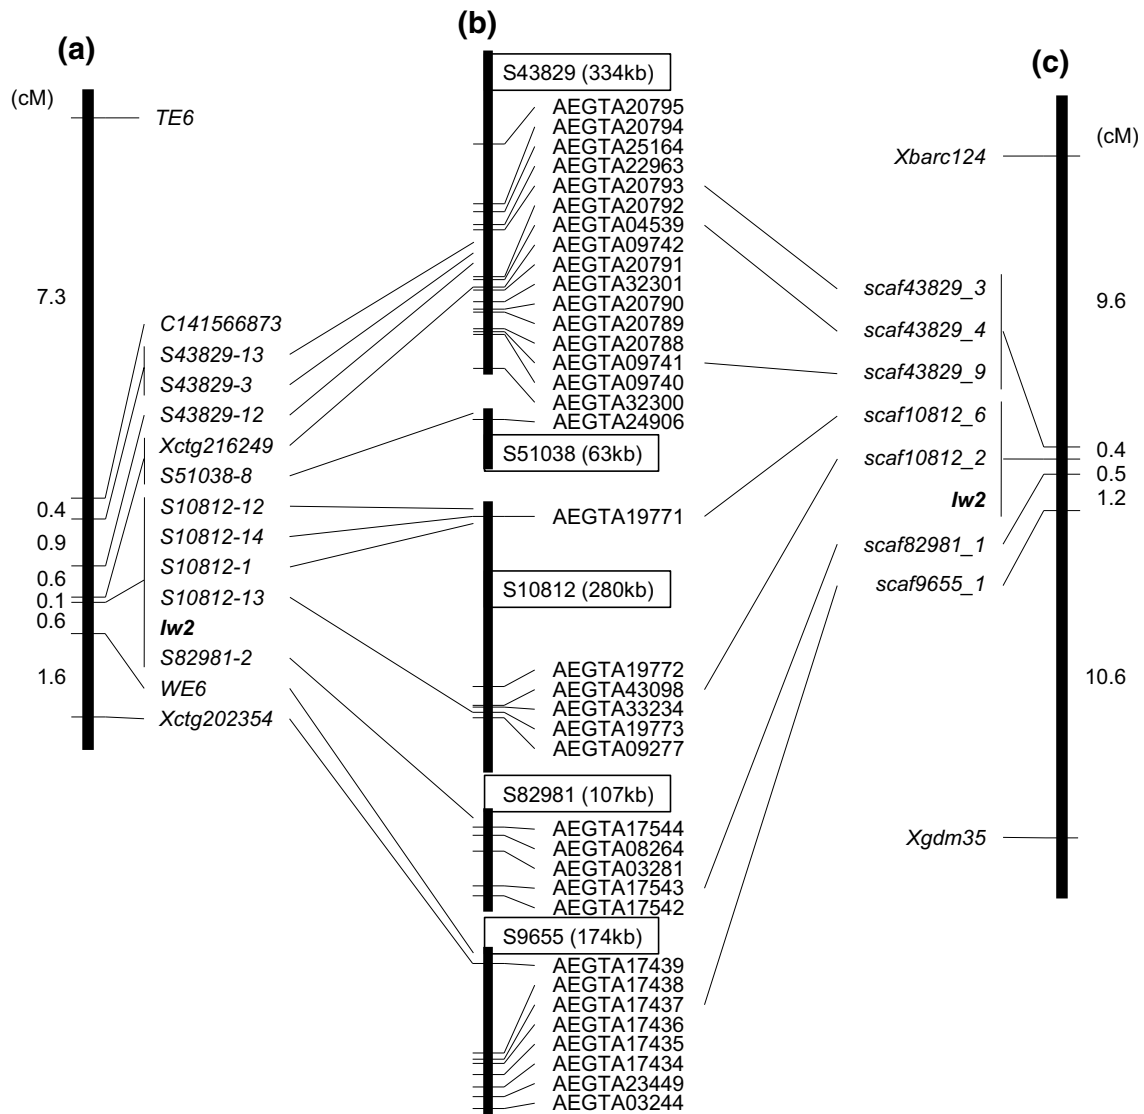 (a)
(cM)
TE6
7.3
C141566873
S43829-13
S43829-3
S43829-12
Xctg216249
S51038-8
S10812-12
S10812-14
S10812-1
S10812-13
lw2
S82981-2
WE6
Xctg202354
0.4
0.9
0.6
0.1
0.6
1.6
(b)
S43829 (334kb)
AEGTA20795
AEGTA20794
AEGTA25164
AEGTA22963
AEGTA20793
AEGTA20792
AEGTA04539
AEGTA09742
AEGTA20791
AEGTA32301
AEGTA20790
AEGTA20789
AEGTA20788
AEGTA09741
AEGTA09740
AEGTA32300
AEGTA24906
S51038 (63kb)
AEGTA19771
S10812 (280kb)
AEGTA19772
AEGTA43098
AEGTA33234
AEGTA19773
AEGTA09277
S82981 (107kb)
AEGTA17544
AEGTA08264
AEGTA03281
AEGTA17543
AEGTA17542
S9655 (174kb)
AEGTA17439
AEGTA17438
AEGTA17437
AEGTA17436
AEGTA17435
AEGTA17434
AEGTA23449
AEGTA03244
(c)
(cM)
Xbarc124
scaf43829_3
scaf43829_4
scaf43829_9
scaf10812_6
scaf10812_2
lw2
scaf82981_1
scaf9655_1
Xgdm35
9.6
0.4
0.5
1.2
10.6